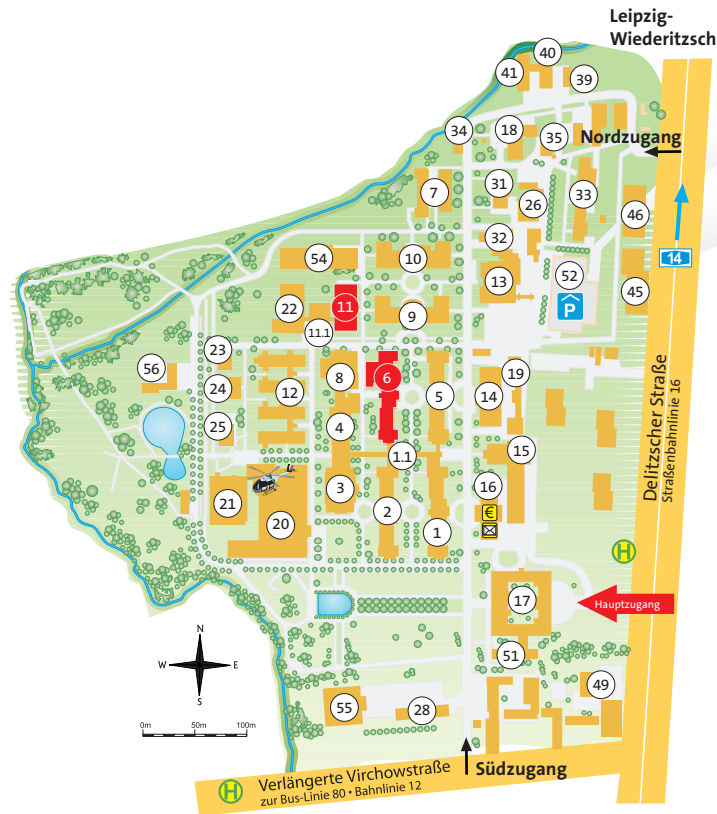 Leipzig-
Wiederitzsch
40
41
39
34
18
35
Nordzugang
7
31
26
33
46
32
54
10
52
14
13
P
45
22
11
9
11.1
23
56
8
6
19
24
12
5
14
25
4
1.1
15
3
16
21
€
20
2
1
H
17
Hauptzugang
Delitzscher Straße
Straßenbahnlinie 16
N
W E
S
51
49
55
28
0m 50m 100m
Südzugang
H
Verlängerte Virchowstraße
zur Bus-Linie 80 • Bahnlinie 12